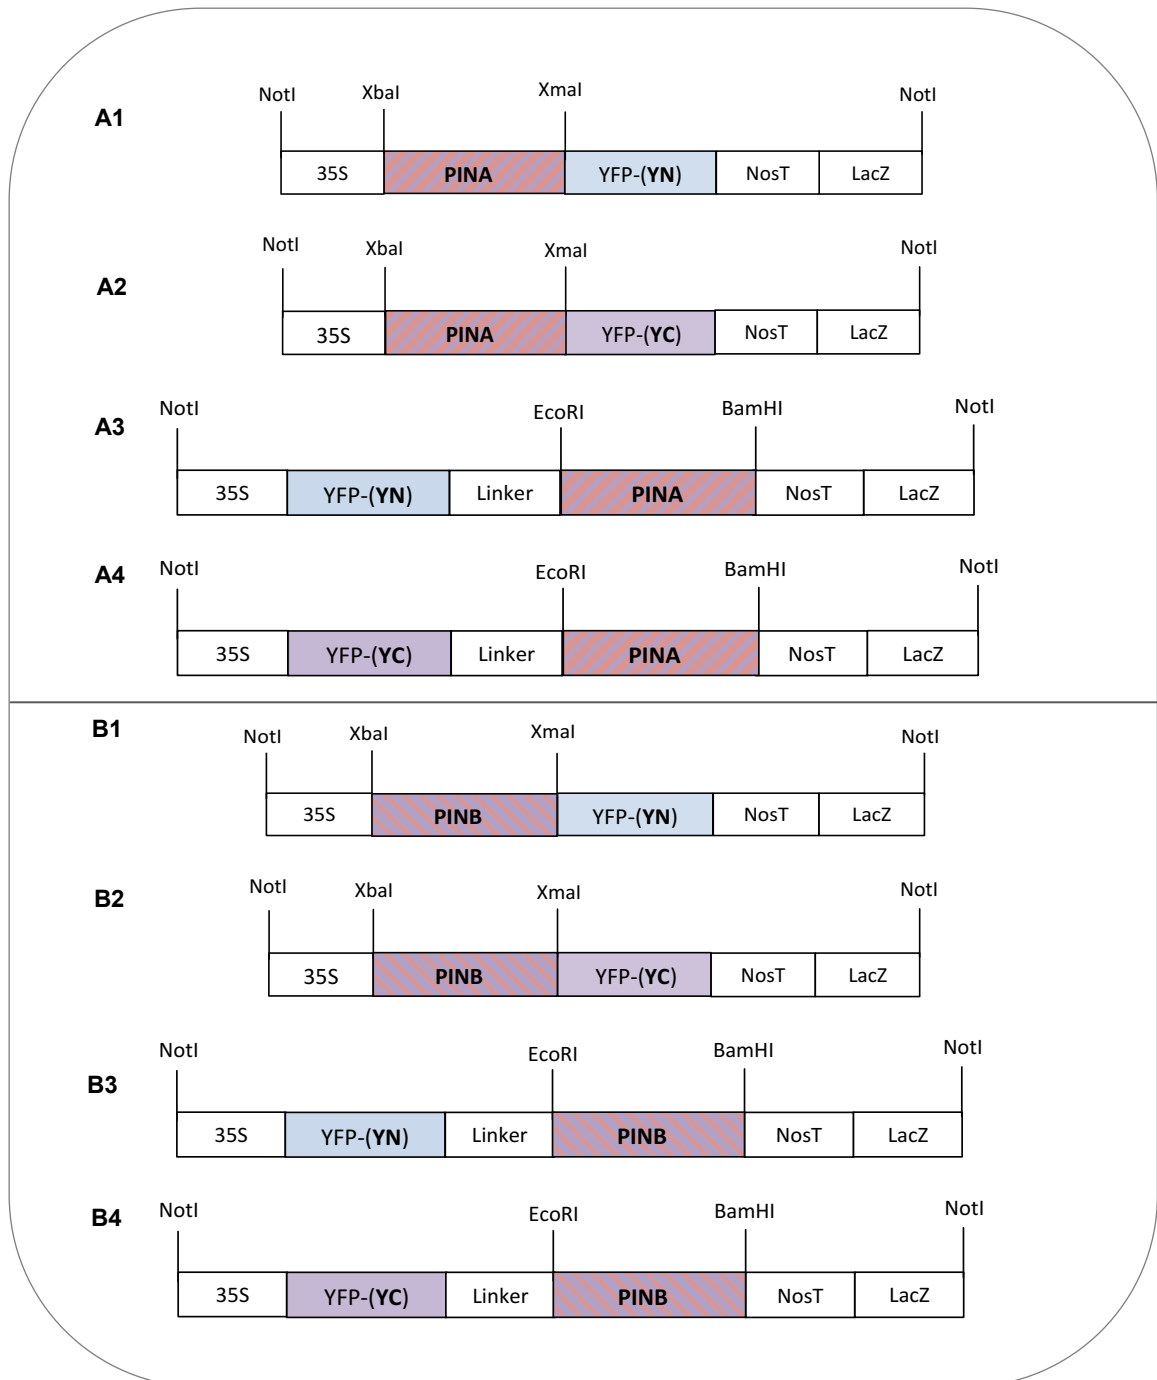 A1
NotI XbaI XmaI NotI
35S PINA YFP-(YN) NosT LacZ
A2
NotI XbaI XmaI NotI
35S PINA YFP-(YC) NosT LacZ
A3
NotI EcoRI BamHI NotI
35S YFP-(YN) Linker PINA NosT LacZ
A4
NotI EcoRI BamHI NotI
35S YFP-(YC) Linker PINA NosT LacZ
B1
NotI XbaI XmaI NotI
35S PINB YFP-(YN) NosT LacZ
B2
NotI XbaI XmaI NotI
35S PINB YFP-(YC) NosT LacZ
B3
NotI EcoRI BamHI NotI
35S YFP-(YN) Linker PINB NosT LacZ
B4
NotI EcoRI BamHI NotI
35S YFP-(YC) Linker PINB NosT LacZ